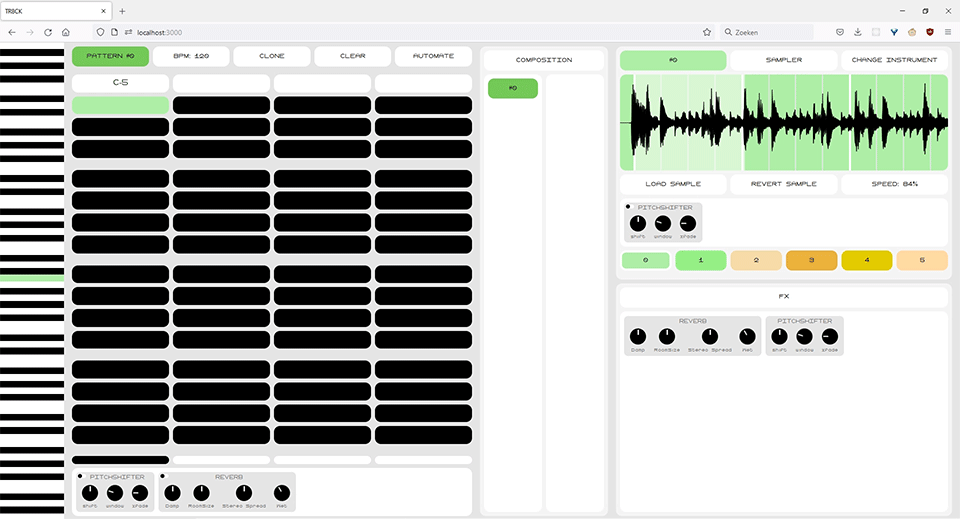 TR8CK
localhost:3000
Zoeken
PATTERN #0 BPM: 120 CLONE CLEAR AUTOMATE
COMPOSITION
#0 SAMPLER CHANGE INSTRUMENT
C-5
#0
LOAD SAMPLE REVERT SAMPLE SPEED: 84%
PITCHSHIFTER
shift window xfade
0 1 2 3 4 5
FX
REVERB PITCHSHIFTER
Damp RoomSize Stereo Spread Wet shift window xfade
PITCHSHIFTER REVERB
shift window xfade Damp RoomSize Stereo Spread Wet